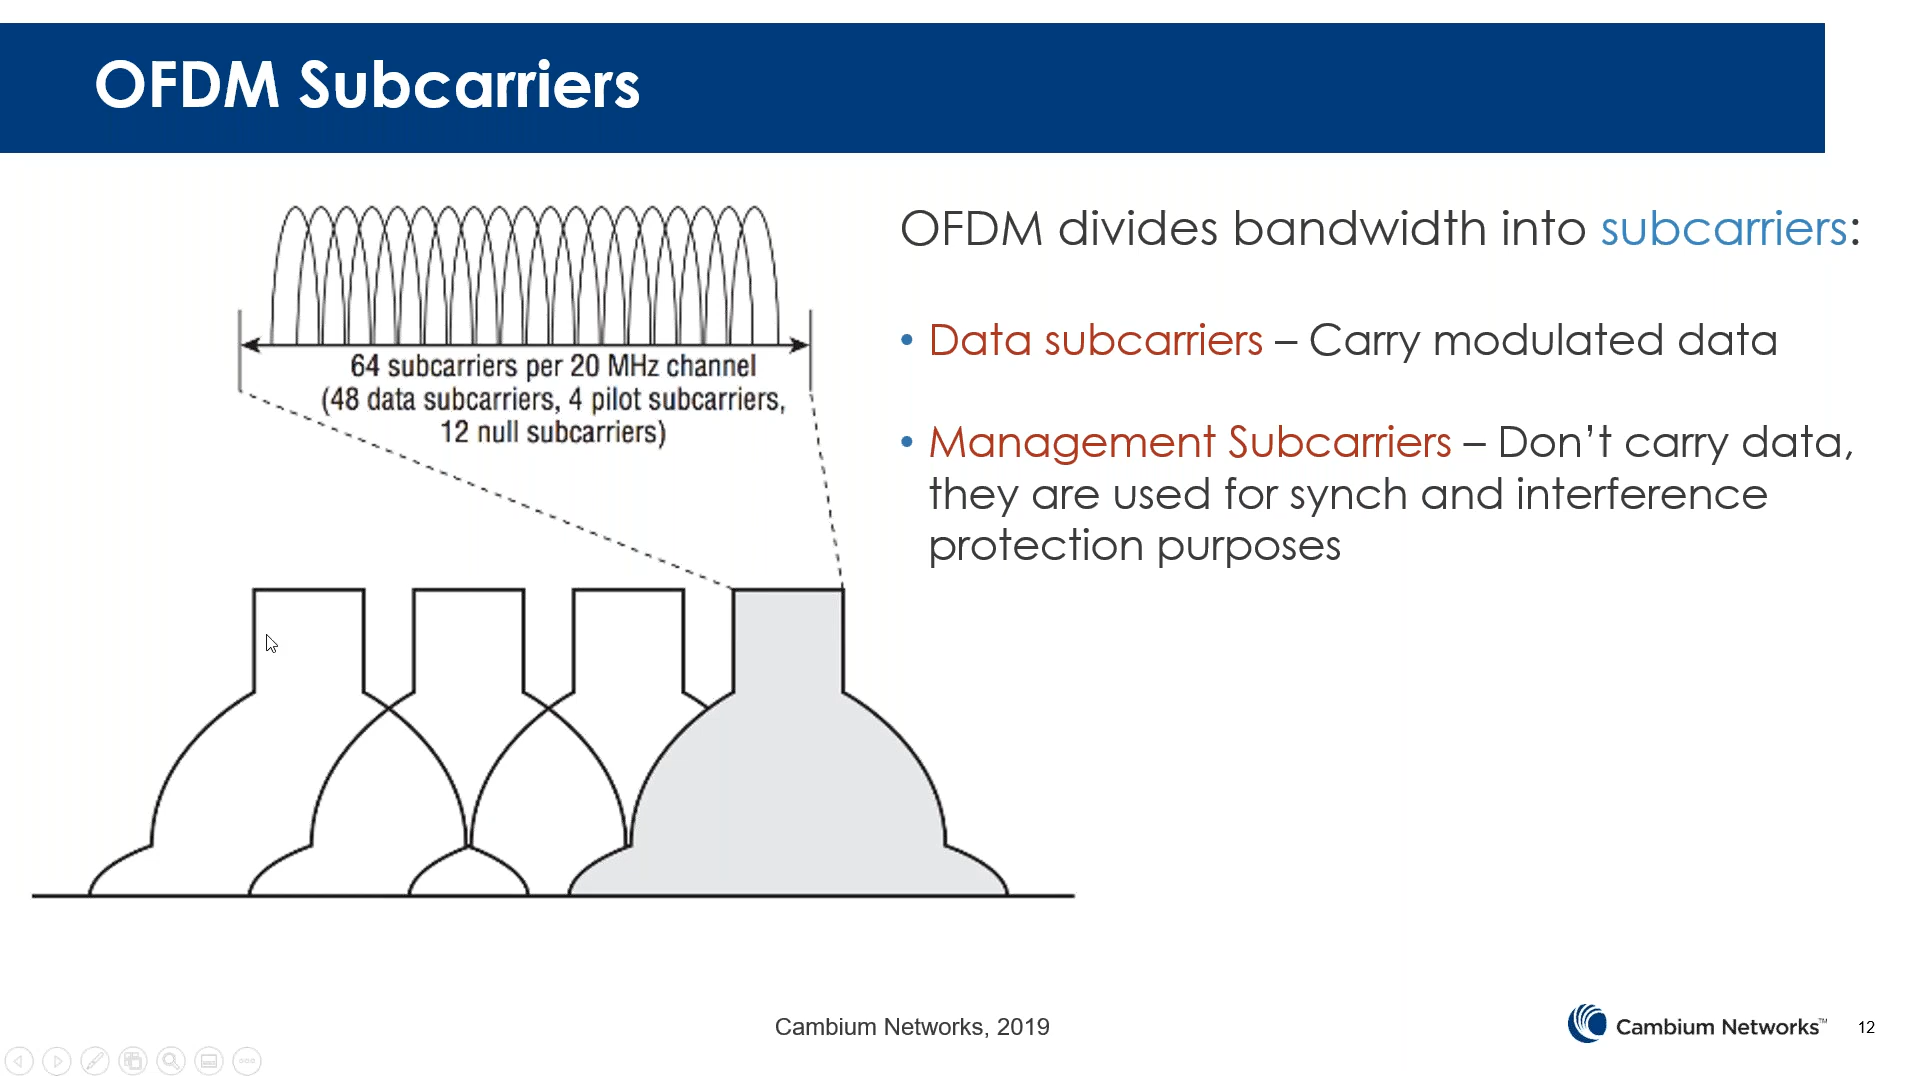 OFDM Subcarriers
64 subcarriers per 20 MHz channel
(48 data subcarriers, 4 pilot subcarriers,
12 null subcarriers)
OFDM divides bandwidth into subcarriers:
• Data subcarriers – Carry modulated data
• Management Subcarriers – Don’t carry data,
they are used for synch and interference
protection purposes
Cambium Networks, 2019
Cambium Networks™
12